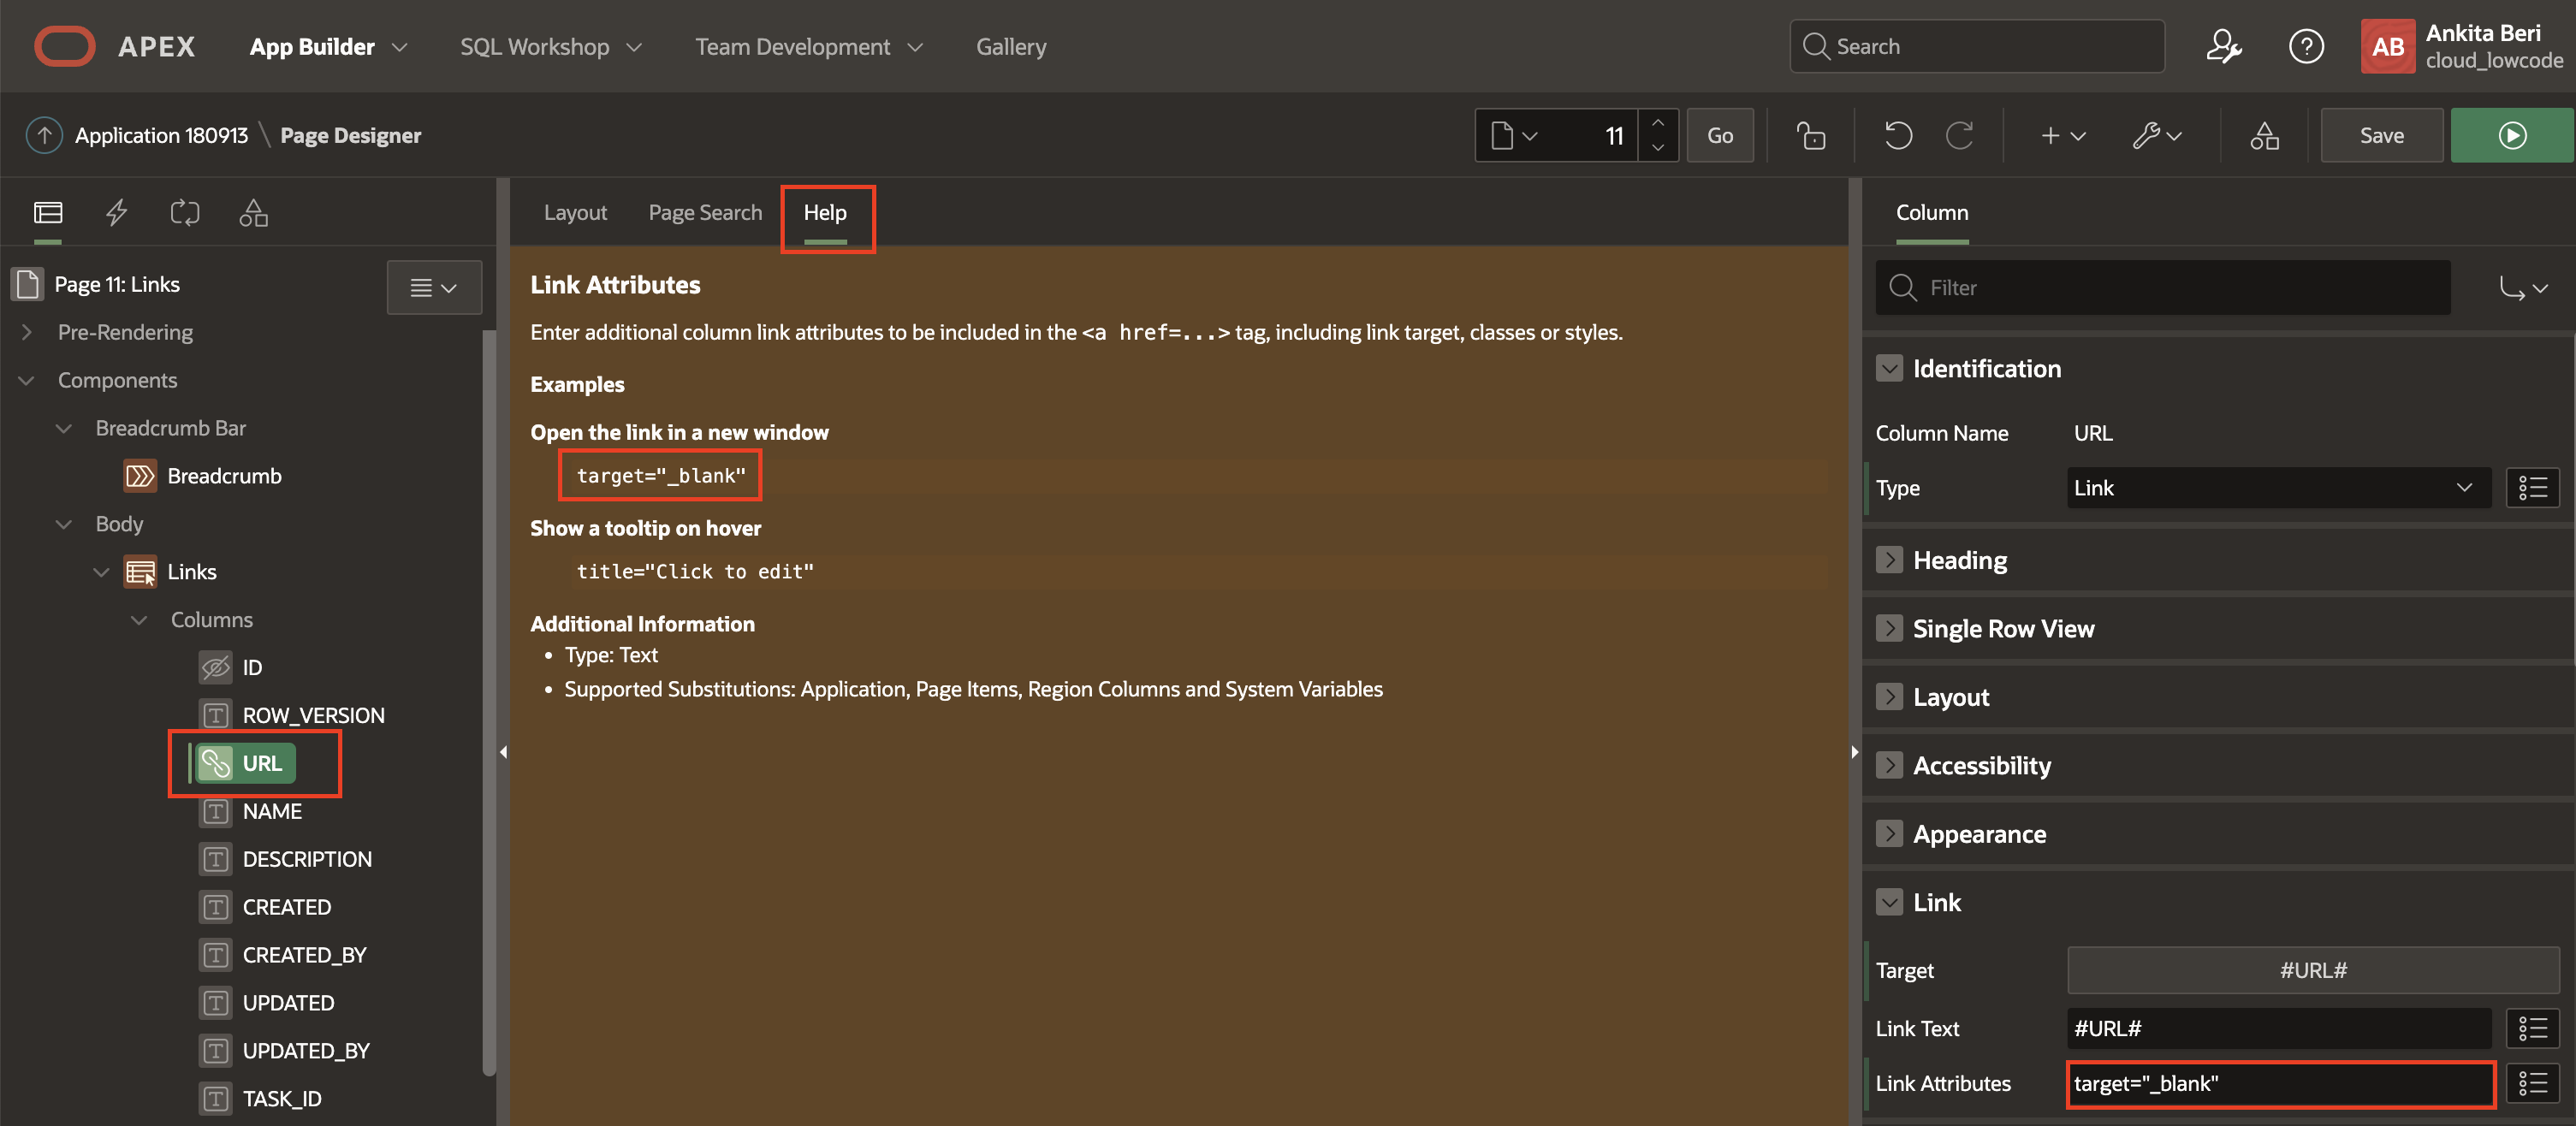 APEX
App Builder
SQL Workshop
Team Development
Gallery
Search
AB
Ankita Beri
cloud_lowcode
Application 180913 \ Page Designer
11
Go
Save
Page 11: Links
Pre-Rendering
Components
Breadcrumb Bar
Breadcrumb
Body
Links
Columns
ID
ROW_VERSION
URL
NAME
DESCRIPTION
CREATED
CREATED_BY
UPDATED
UPDATED_BY
TASK_ID
Layout
Page Search
Help
Link Attributes
Enter additional column link attributes to be included in the <a href=...> tag, including link target, classes or styles.
Examples
Open the link in a new window
target="_blank"
Show a tooltip on hover
title="Click to edit"
Additional Information
• Type: Text
• Supported Substitutions: Application, Page Items, Region Columns and System Variables
Column
Filter
Identification
Column Name URL
Type Link
Heading
Single Row View
Layout
Accessibility
Appearance
Link
Target #URL#
Link Text #URL#
Link Attributes target="_blank"